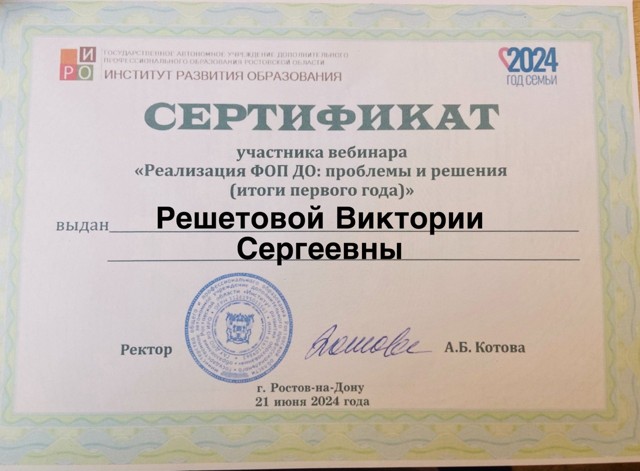 И
РО
ГОСУДАРСТВЕННОЕ АВТОНОМНОЕ УЧРЕЖДЕНИЕ ДОПОЛНИТЕЛЬНОГО
ПРОФЕССИОНАЛЬНОГО ОБРАЗОВАНИЯ РОСТОВСКОЙ ОБЛАСТИ
ИНСТИТУТ РАЗВИТИЯ ОБРАЗОВАНИЯ
2024
ГОД СЕМЬИ
СЕРТИФИКАТ
участника вебинара
«Реализация ФОП ДО: проблемы и решения
(итоги первого года)»
выдан Решетовой Виктории
Сергеевны
Ректор А.Б. Котова
г. Ростов-на-Дону
21 июня 2024 года